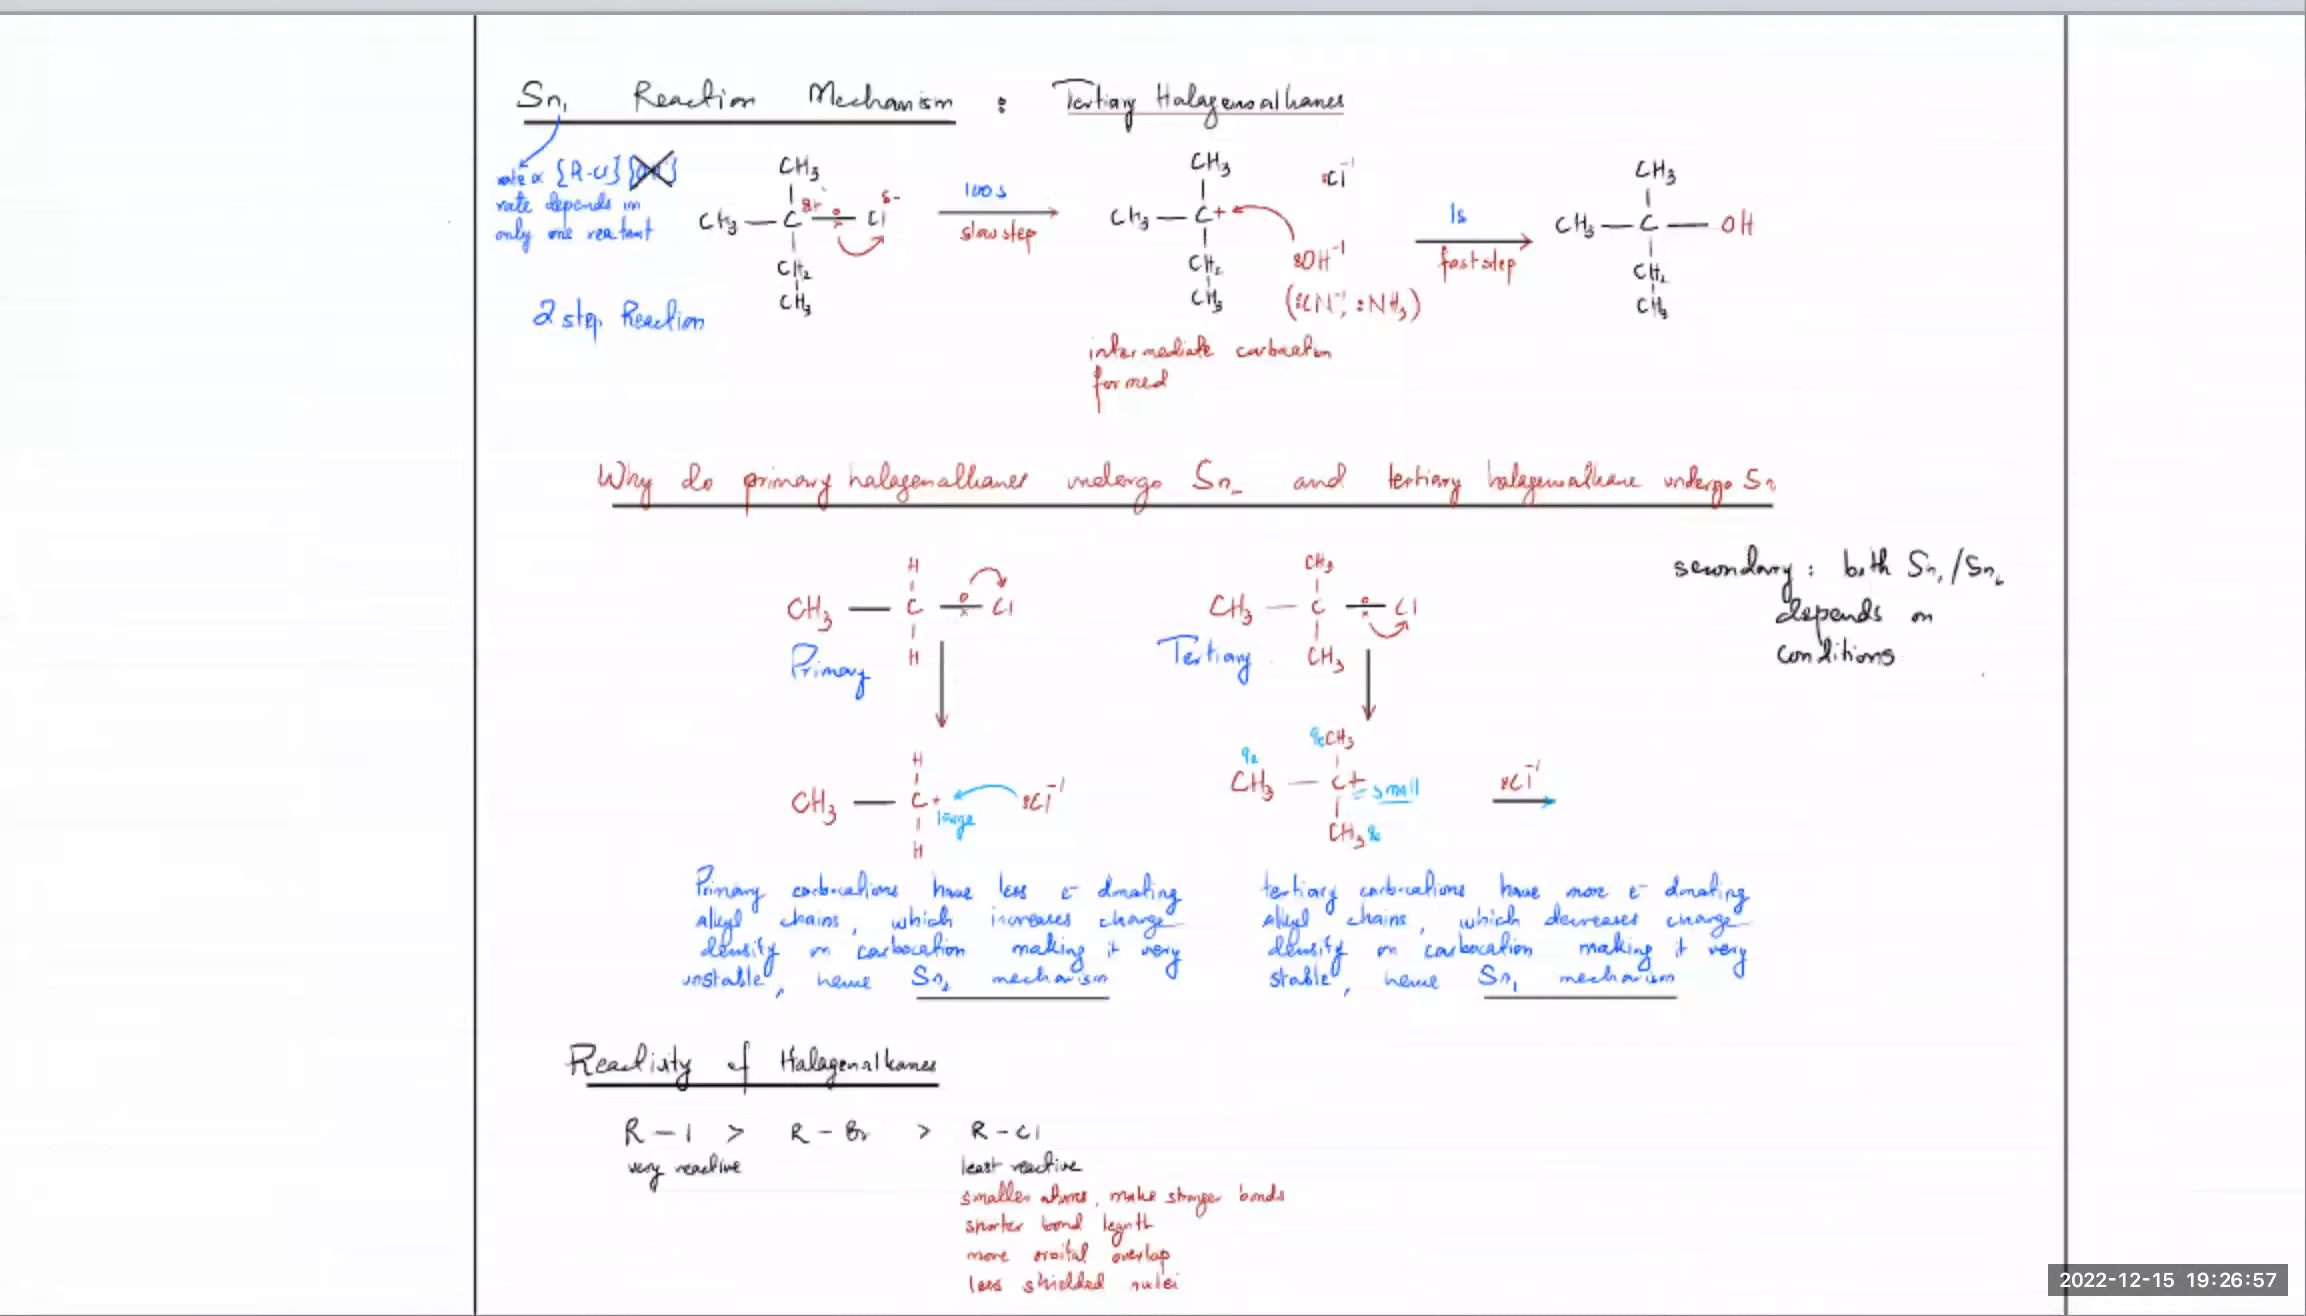 Sn₁ Reaction Mechanism : Tertiary Halogenoalkanes
rate ∝ {R-Cl}
rate depends on
only one reactant
2 step Reaction
CH₃
CH₃ — C — Cl
δ+ δ-
CH₂
CH₃
100s
slow step
CH₃
CH₃ — C+
CH₂
CH₃
:Cl⁻¹
:OH⁻¹
(:CN⁻¹, :NH₃)
intermediate carbocation
formed
1s
fast step
CH₃
CH₃ — C — OH
CH₂
CH₃
Why do primary halogenalkanes undergo Sn₂ and tertiary halogenoalkane undergo Sn₁
H
CH₃ — C — Cl
H
Primary
CH₃
CH₃ — C — Cl
CH₃
Tertiary
secondary : both Sn₁/Sn₂
depends on
conditions
H
CH₃ — C+ :Cl⁻¹
large
H
9e CH₃
9e
CH₃ — C+ small
CH₃ 9e
:Cl⁻¹
Primary carbocations have less e⁻ donating
alkyl chains, which increases charge
density on carbocation making it very
unstable, hence Sn₂ mechanism
tertiary carbocations have more e⁻ donating
alkyl chains, which decreases charge
density on carbocation making it very
stable, hence Sn₁ mechanism
Reactivity of Halogenalkanes
R-I > R-Br > R-Cl
very reactive
least reactive
smaller atoms, make stronger bonds
shorter bond legnth
more orbital overlap
less shielded nulei
2022-12-15 19:26:57